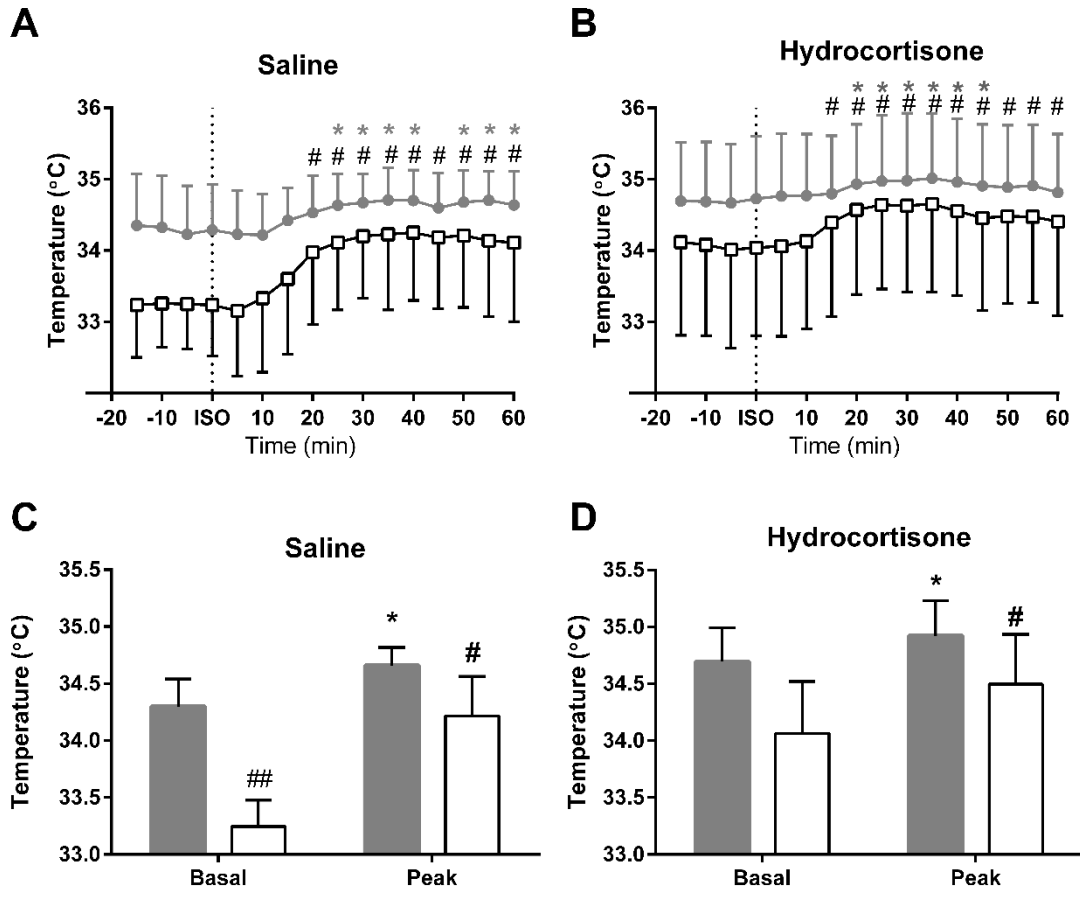 A
Saline
36
35
34
33
Temperature (°C)
* * * * * * *
# # # # # # # # #
-20 -10 ISO 10 20 30 40 50 60
Time (min)
B
Hydrocortisone
36
35
34
33
Temperature (°C)
* * * * * *
# # # # # # # # # #
-20 -10 ISO 10 20 30 40 50 60
Time (min)
C
Saline
35.5
35.0
34.5
34.0
33.5
33.0
Temperature (°C)
##
*
#
Basal Peak
D
Hydrocortisone
35.5
35.0
34.5
34.0
33.5
33.0
Temperature (°C)
*
#
Basal Peak